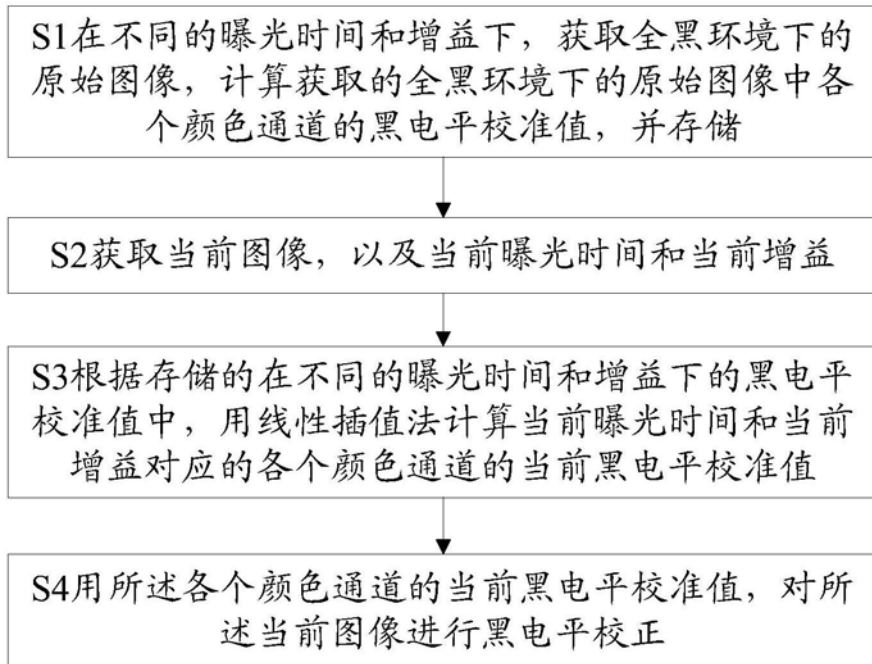 S1在不同的曝光时间和增益下，获取全黑环境下的
原始图像，计算获取的全黑环境下的原始图像中各
个颜色通道的黑电平校准值，并存储
S2获取当前图像，以及当前曝光时间和当前增益
S3根据存储的在不同的曝光时间和增益下的黑电平
校准值中，用线性插值法计算当前曝光时间和当前
增益对应的各个颜色通道的当前黑电平校准值
S4用所述各个颜色通道的当前黑电平校准值，对所
述当前图像进行黑电平校正